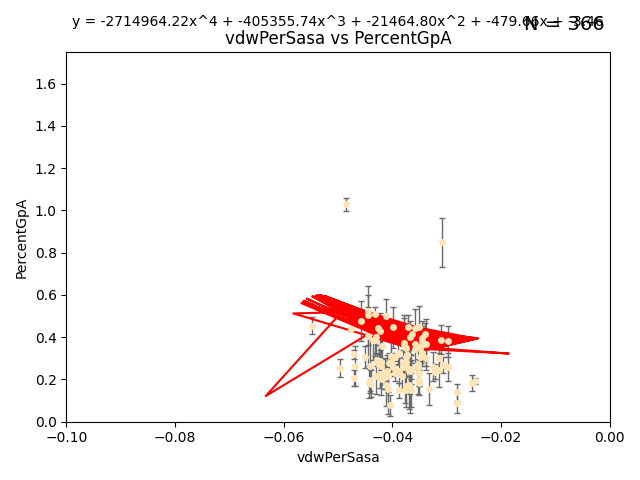 y = -2714964.22x^4 + -405355.74x^3 + -21464.80x^2 + -479.66x + -3.46
N = 366
vdwPerSasa vs PercentGpA
PercentGpA
1.6
1.4
1.2
1.0
0.8
0.6
0.4
0.2
0.0
−0.10 −0.08 −0.06 −0.04 −0.02 0.00
vdwPerSasa